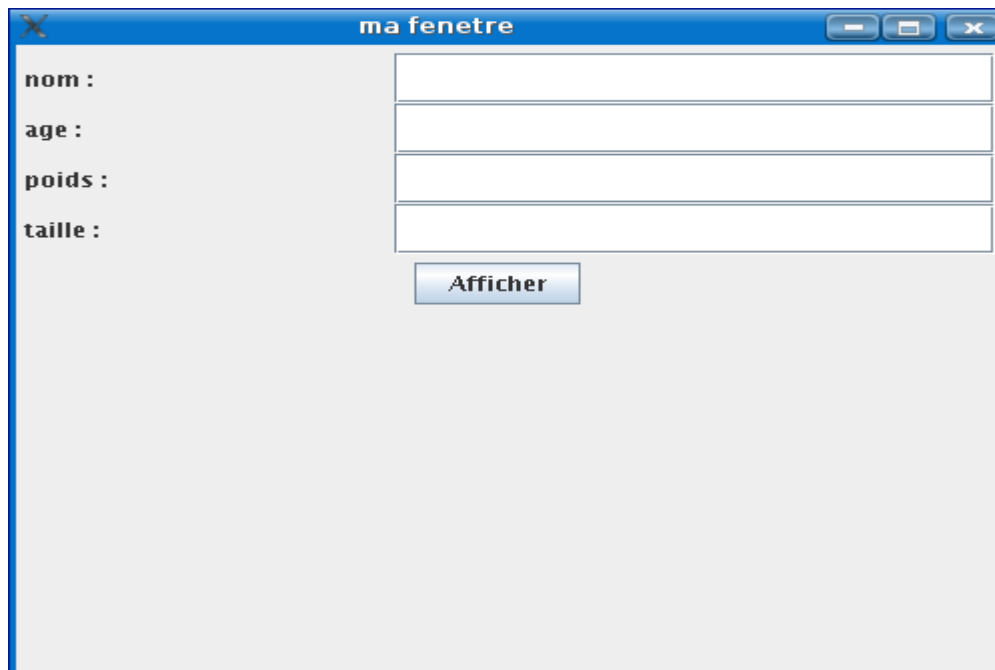 ma fenetre
nom :
age :
poids :
taille :
Afficher